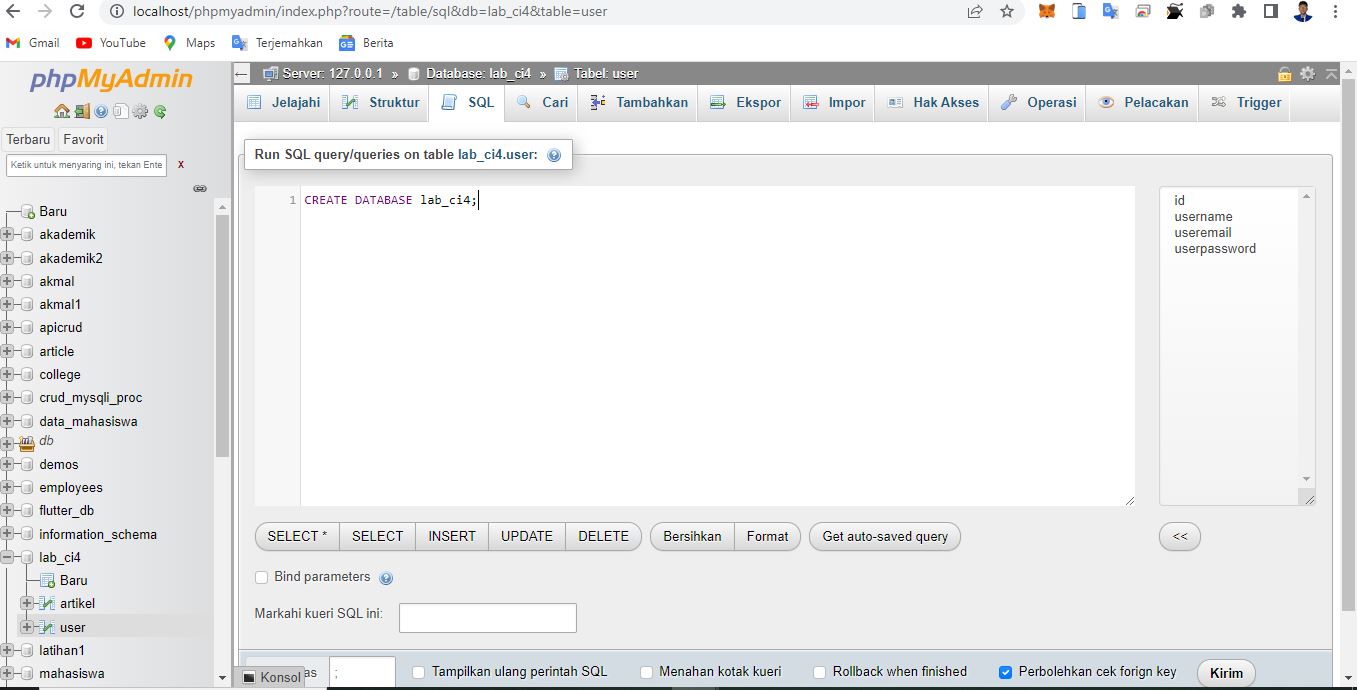 localhost/phpmyadmin/index.php?route=/table/sql&db=lab_ci4&table=user
Gmail YouTube Maps Terjemahkan Berita
phpMyAdmin
Terbaru Favorit
Ketik untuk menyaring ini, tekan Ente X
Baru
akademik
akademik2
akmal
akmal1
apicrud
article
college
crud_mysqli_proc
data_mahasiswa
db
demos
employees
flutter_db
information_schema
lab_ci4
Baru
artikel
user
latihan1
mahasiswa
Server: 127.0.0.1 » Database: lab_ci4 » Tabel: user
Jelajahi Struktur SQL Cari Tambahkan Ekspor Impor Hak Akses Operasi Pelacakan Trigger
Run SQL query/queries on table lab_ci4.user:
1 CREATE DATABASE lab_ci4;
id
username
useremail
userpassword
SELECT * SELECT INSERT UPDATE DELETE Bersihkan Format Get auto-saved query <<
Bind parameters
Markahi kueri SQL ini:
Konsol as ; Tampilkan ulang perintah SQL Menahan kotak kueri Rollback when finished Perbolehkan cek forign key Kirim